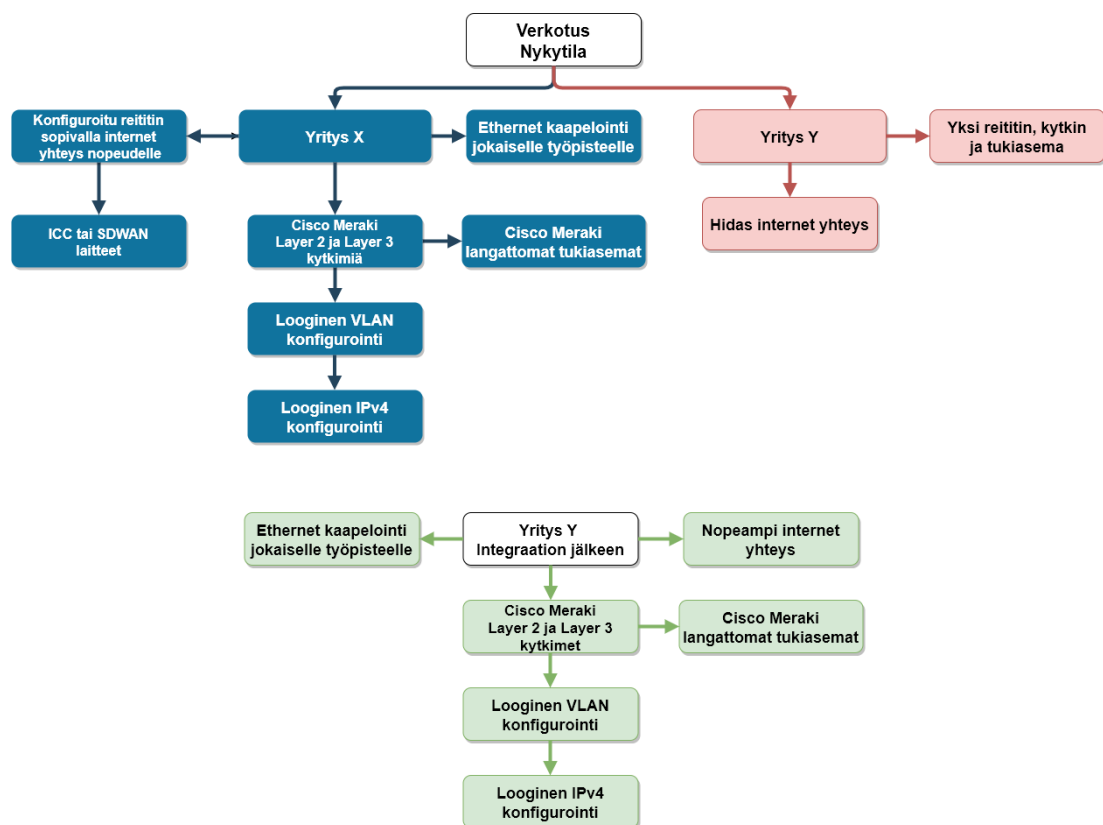 Verkotus
Nykytila
Konfiguroitu reititin
sopivalla internet
yhteys nopeudelle
Yritys X
Ethernet kaapelointi
jokaiselle työpisteelle
Yritys Y
Yksi reititin, kytkin
ja tukiasema
ICC tai SDWAN
laitteet
Cisco Meraki
Layer 2 ja Layer 3
kytkimiä
Cisco Meraki
langattomat tukiasemat
Hidas internet yhteys
Looginen VLAN
konfigurointi
Looginen IPv4
konfigurointi
Ethernet kaapelointi
jokaiselle työpisteelle
Yritys Y
Integraation jälkeen
Nopeampi internet
yhteys
Cisco Meraki
Layer 2 ja Layer 3
kytkimet
Cisco Meraki
langattomat tukiasemat
Looginen VLAN
konfigurointi
Looginen IPv4
konfigurointi